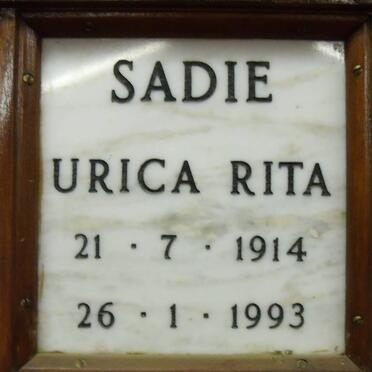 SADIE
URICA RITA
21 · 7 · 1914
26 · 1 · 1993